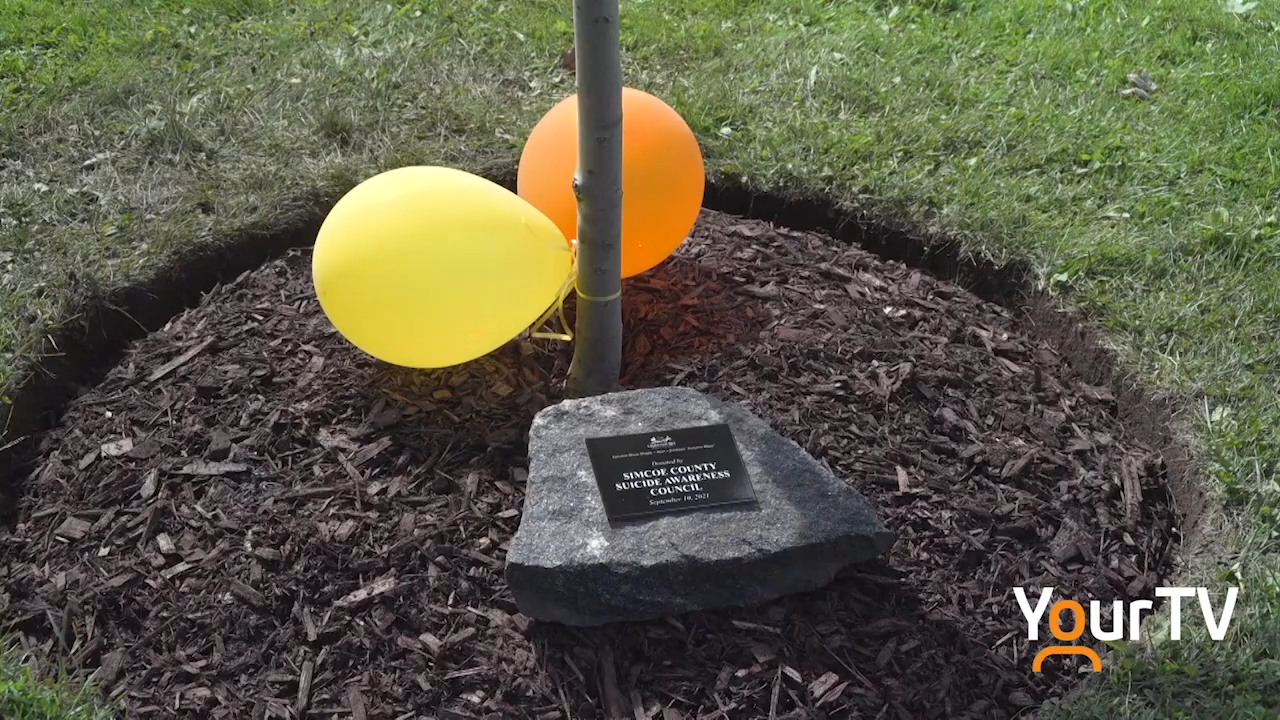 Donated by
SIMCOE COUNTY
SUICIDE AWARENESS
COUNCIL
September 10, 2021
YourTV